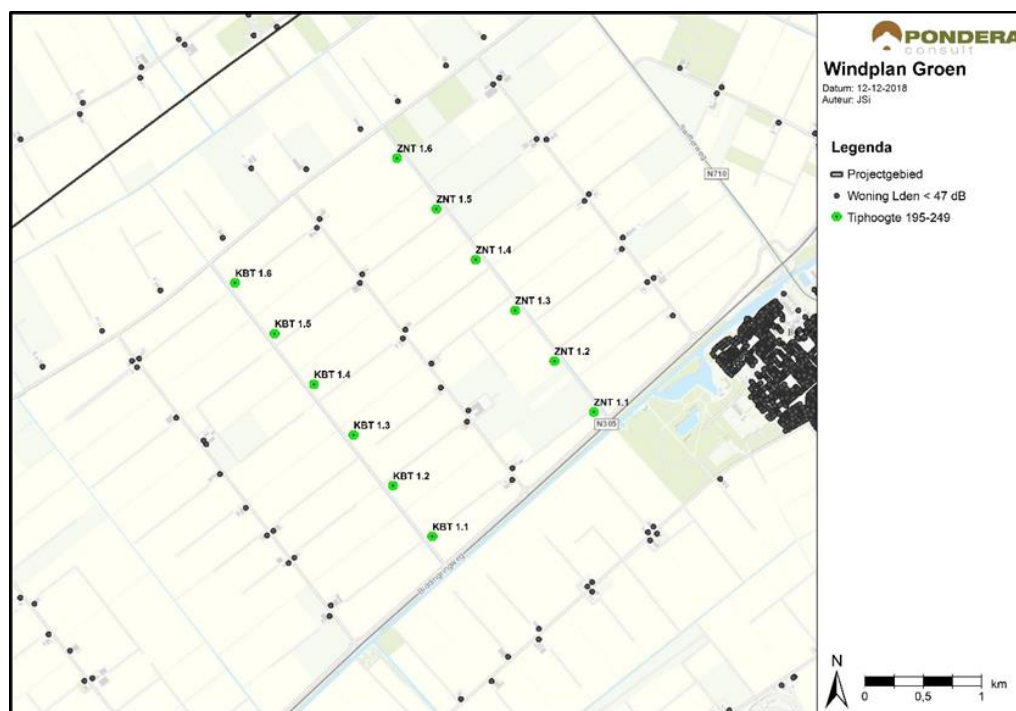 PONDERA
consult
Windplan Groen
Datum: 12-12-2018
Auteur: JSi
Legenda
Projectgebied
Woning Lden < 47 dB
Tiphoogte 195-249
ZNT 1.6
ZNT 1.5
ZNT 1.4
ZNT 1.3
ZNT 1.2
ZNT 1.1
KBT 1.6
KBT 1.5
KBT 1.4
KBT 1.3
KBT 1.2
KBT 1.1
N710
N305
N
0 0,5 1 km